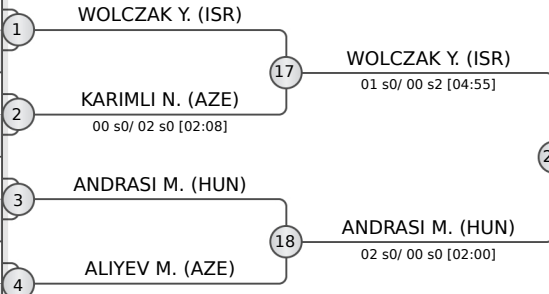 WOLCZAK Y. (ISR)
1
17
WOLCZAK Y. (ISR)
01 s0/ 00 s2 [04:55]
KARIMLI N. (AZE)
2
00 s0/ 02 s0 [02:08]
ANDRASI M. (HUN)
3
18
ANDRASI M. (HUN)
02 s0/ 00 s0 [02:00]
ALIYEV M. (AZE)
4